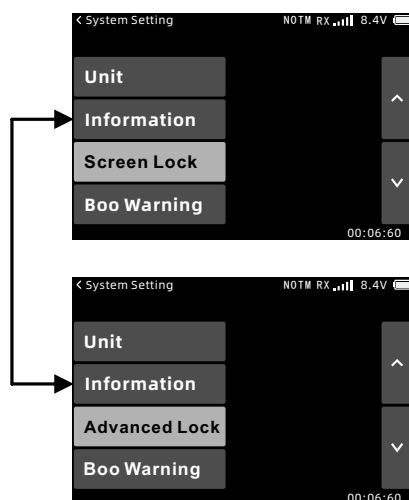 < System Setting NOTM RX 8.4V
Unit
Information
Screen Lock
Boo Warning
00:06:60
< System Setting NOTM RX 8.4V
Unit
Information
Advanced Lock
Boo Warning
00:06:60